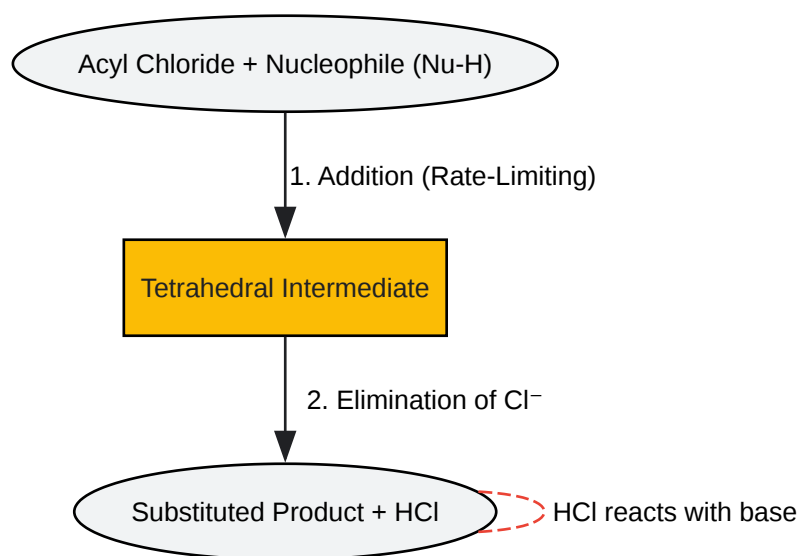 Acyl Chloride + Nucleophile (Nu-H)
1. Addition (Rate-Limiting)
Tetrahedral Intermediate
2. Elimination of Cl⁻
Substituted Product + HCl
HCl reacts with base